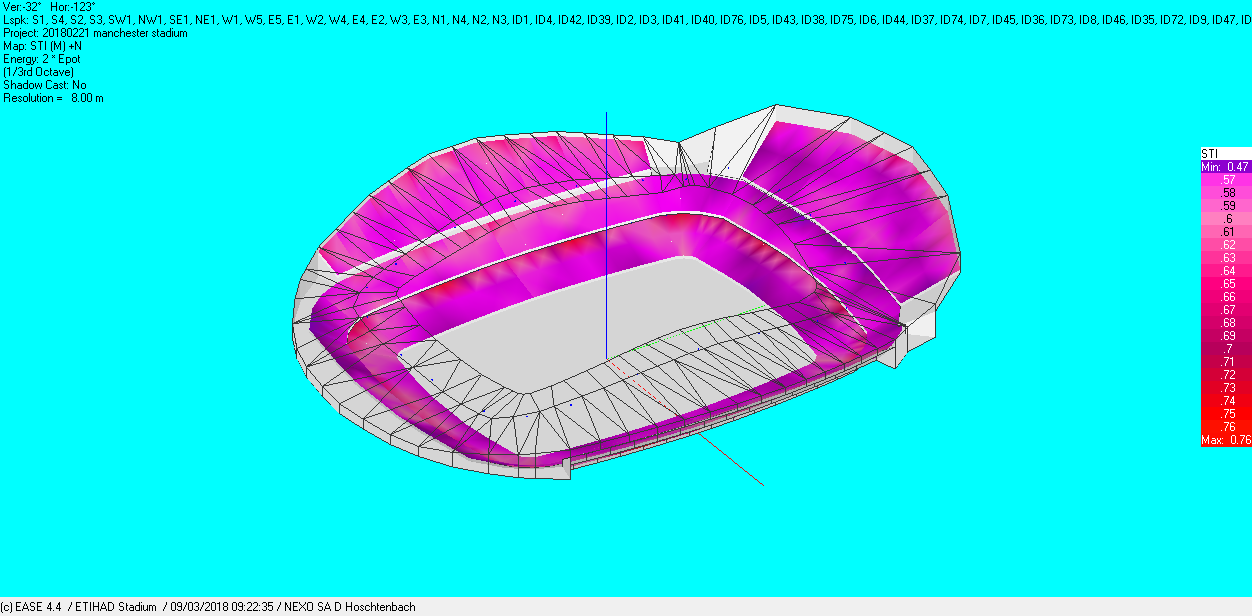 Ver:-32° Hor:-123°
Lspk: S1, S4, S2, S3, SW1, NW1, SE1, NE1, W1, W5, E5, E1, W2, W4, E4, E2, W3, E3, N1, N4, N2, N3, ID1, ID4, ID42, ID39, ID2, ID3, ID41, ID40, ID76, ID5, ID43, ID38, ID75, ID6, ID44, ID37, ID74, ID7, ID45, ID36, ID73, ID8, ID46, ID35, ID72, ID9, ID47, ID
Project: 20180221 manchester stadium
Map: STI (M) +N
Energy: 2 * Epot
(1/3rd Octave)
Shadow Cast: No
Resolution = 8.00 m
STI
Min: 0.47
.57
.58
.59
.6
.61
.62
.63
.64
.65
.66
.67
.68
.69
.7
.71
.72
.73
.74
.75
.76
Max: 0.76
(c) EASE 4.4 / ETIHAD Stadium / 09/03/2018 09:22:35 / NEXO SA D Hoschtenbach